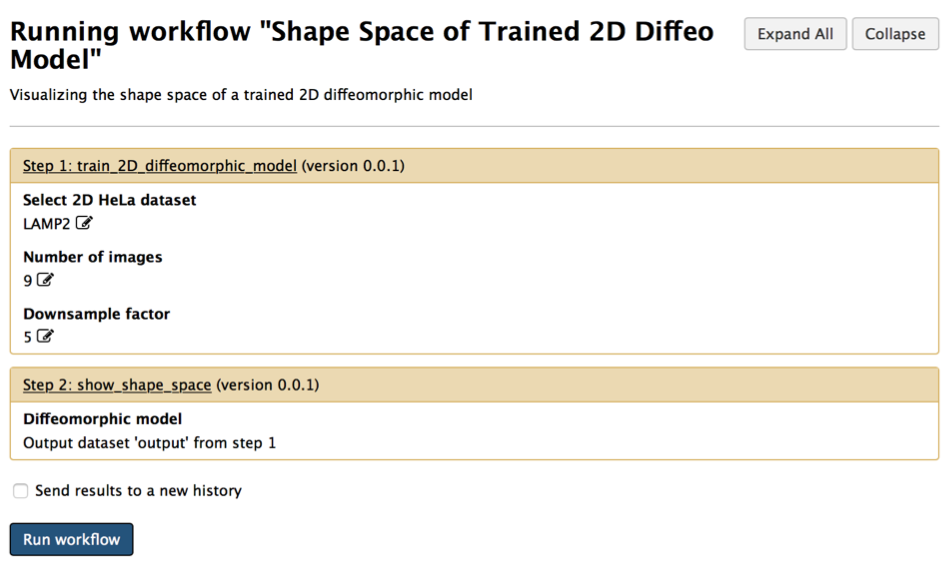 Running workflow "Shape Space of Trained 2D Diffeo
Model"
Expand All
Collapse
Visualizing the shape space of a trained 2D diffeomorphic model
Step 1: train_2D_diffeomorphic_model (version 0.0.1)
Select 2D HeLa dataset
LAMP2
Number of images
9
Downsample factor
5
Step 2: show_shape_space (version 0.0.1)
Diffeomorphic model
Output dataset 'output' from step 1
Send results to a new history
Run workflow